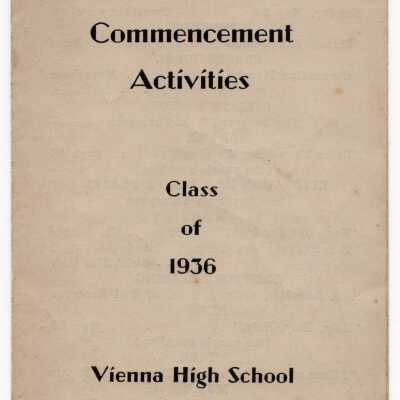 Commencement
Activities
Class
of
1936
Vienna High School